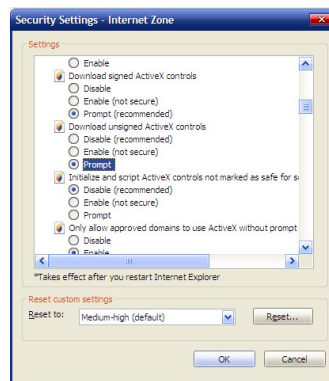 Security Settings - Internet Zone
Settings
Enable
Download signed ActiveX controls
Disable
Enable (not secure)
Prompt (recommended)
Download unsigned ActiveX controls
Disable (recommended)
Enable (not secure)
Prompt
Initialize and script ActiveX controls not marked as safe for s
Disable (recommended)
Enable (not secure)
Prompt
Only allow approved domains to use ActiveX without prompt
Disable
Enable
*Takes effect after you restart Internet Explorer
Reset custom settings
Reset to: Medium-high (default) Reset...
OK Cancel